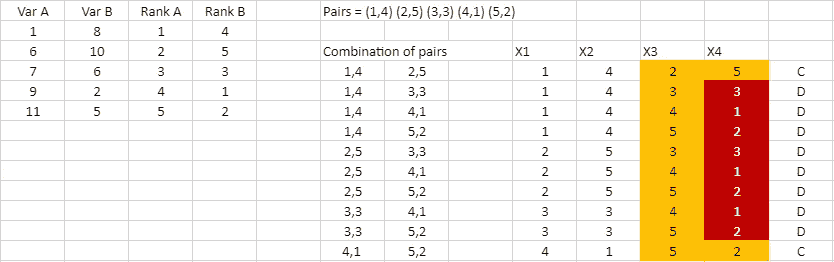 Var A Var B Rank A Rank B Pairs = (1,4) (2,5) (3,3) (4,1) (5,2)
1 8 1 4
6 10 2 5 Combination of pairs X1 X2 X3 X4
7 6 3 3 1,4 2,5 1 4 2 5 C
9 2 4 1 1,4 3,3 1 4 3 3 D
11 5 5 2 1,4 4,1 1 4 4 1 D
1,4 5,2 1 4 5 2 D
2,5 3,3 2 5 3 3 D
2,5 4,1 2 5 4 1 D
2,5 5,2 2 5 5 2 D
3,3 4,1 3 3 4 1 D
3,3 5,2 3 3 5 2 D
4,1 5,2 4 1 5 2 C